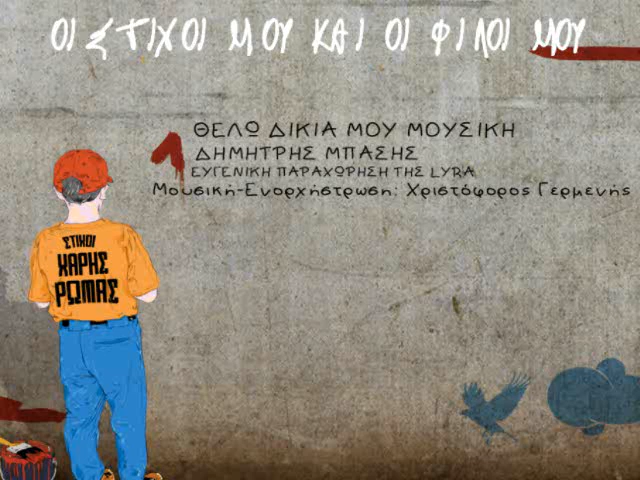 ΟΙ ΣΤΙΧΟΙ ΜΟΥ ΚΑΙ ΟΙ ΦΙΛΟΙ ΜΟΥ
1 ΘΕΛΩ ΔΙΚΙΑ ΜΟΥ ΜΟΥΣΙΚΗ
ΔΗΜΗΤΡΗΣ ΜΠΑΣΗΣ
ΕΥΓΕΝΙΚΗ ΠΑΡΑΧΩΡΗΣΗ ΤΗΣ LYRA
Μουσική-Ενορχήστρωση: Χριστόφορος Γερμενής
ΣΤΙΧΟΙ
ΧΑΡΗΣ
ΡΩΜΑΣ